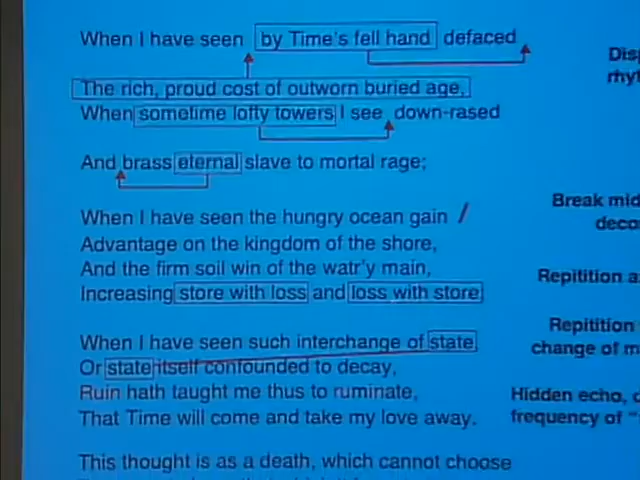 When I have seen by Time's fell hand defaced
The rich, proud cost of outworn buried age,
When sometime lofty towers I see down-rased
And brass eternal slave to mortal rage;
When I have seen the hungry ocean gain /
Advantage on the kingdom of the shore,
And the firm soil win of the watr'y main,
Increasing store with loss and loss with store;
When I have seen such interchange of state,
Or state itself confounded to decay,
Ruin hath taught me thus to ruminate,
That Time will come and take my love away.
This thought is as a death, which cannot choose
Break mid
Repitition
Repitition
change of
Hidden echo,
frequency of "